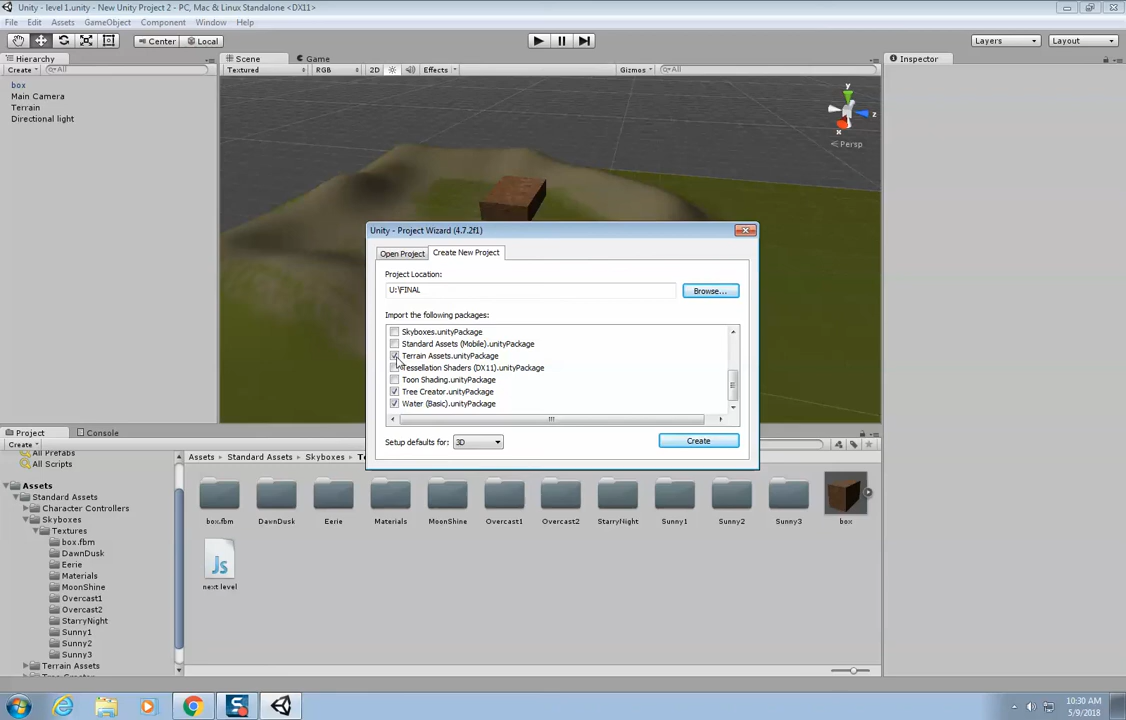 Unity - level 1.unity - New Unity Project 2 - PC, Mac & Linux Standalone <DX11>
File Edit Assets GameObject Component Window Help
Center Local Layers Layout
Hierarchy Scene Game Inspector
Create All Textured RGB 2D Effects Gizmos All
box
Main Camera
Terrain
Directional light
y
z
x
Persp
Unity - Project Wizard (4.7.2f1)
Open Project Create New Project
Project Location:
U:\FINAL Browse...
Import the following packages:
Skyboxes.unityPackage
Standard Assets (Mobile).unityPackage
Terrain Assets.unityPackage
Tessellation Shaders (DX11).unityPackage
Toon Shading.unityPackage
Tree Creator.unityPackage
Water (Basic).unityPackage
Setup defaults for: 3D Create
Project Console
Create
All Prefabs
All Scripts
Assets
Standard Assets
Character Controllers
Skyboxes
Textures
box.fbm
DawnDusk
Eerie
Materials
MoonShine
Overcast1
Overcast2
StarryNight
Sunny1
Sunny2
Sunny3
Terrain Assets
Assets Standard Assets Skyboxes
box.fbm DawnDusk Eerie Materials MoonShine Overcast1 Overcast2 StarryNight Sunny1 Sunny2 Sunny3 box
Js
next level
10:30 AM
5/9/2018